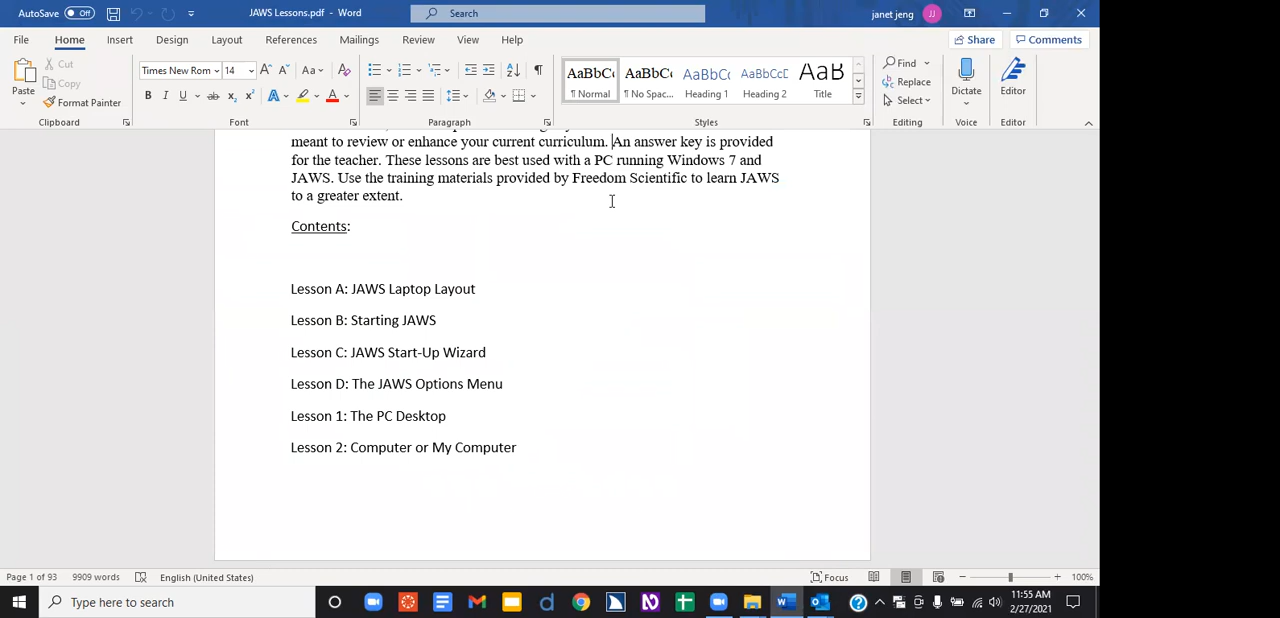 AutoSave Off JAWS Lessons.pdf - Word Search janet jeng JJ
File Home Insert Design Layout References Mailings Review View Help Share Comments
Paste Cut Copy Format Painter Clipboard
Times New Rom 14 Font
Paragraph
AaBbCc AaBbCc AaBbCc AaBbCcD AaB
¶ Normal ¶ No Spac... Heading 1 Heading 2 Title
Styles
Find Replace Select Editing
Dictate Voice
Editor Editor
meant to review or enhance your current curriculum. An answer key is provided
for the teacher. These lessons are best used with a PC running Windows 7 and
JAWS. Use the training materials provided by Freedom Scientific to learn JAWS
to a greater extent.
Contents:
Lesson A: JAWS Laptop Layout
Lesson B: Starting JAWS
Lesson C: JAWS Start-Up Wizard
Lesson D: The JAWS Options Menu
Lesson 1: The PC Desktop
Lesson 2: Computer or My Computer
Page 1 of 93 9909 words English (United States) Focus 100%
Type here to search
11:55 AM
2/27/2021